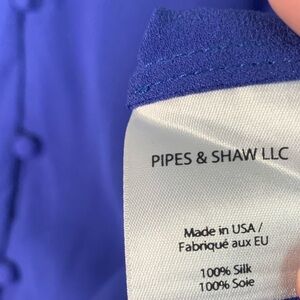 PIPES & SHAW LLC
Made in USA /
Fabriqué aux EU
100% Silk
100% Soie